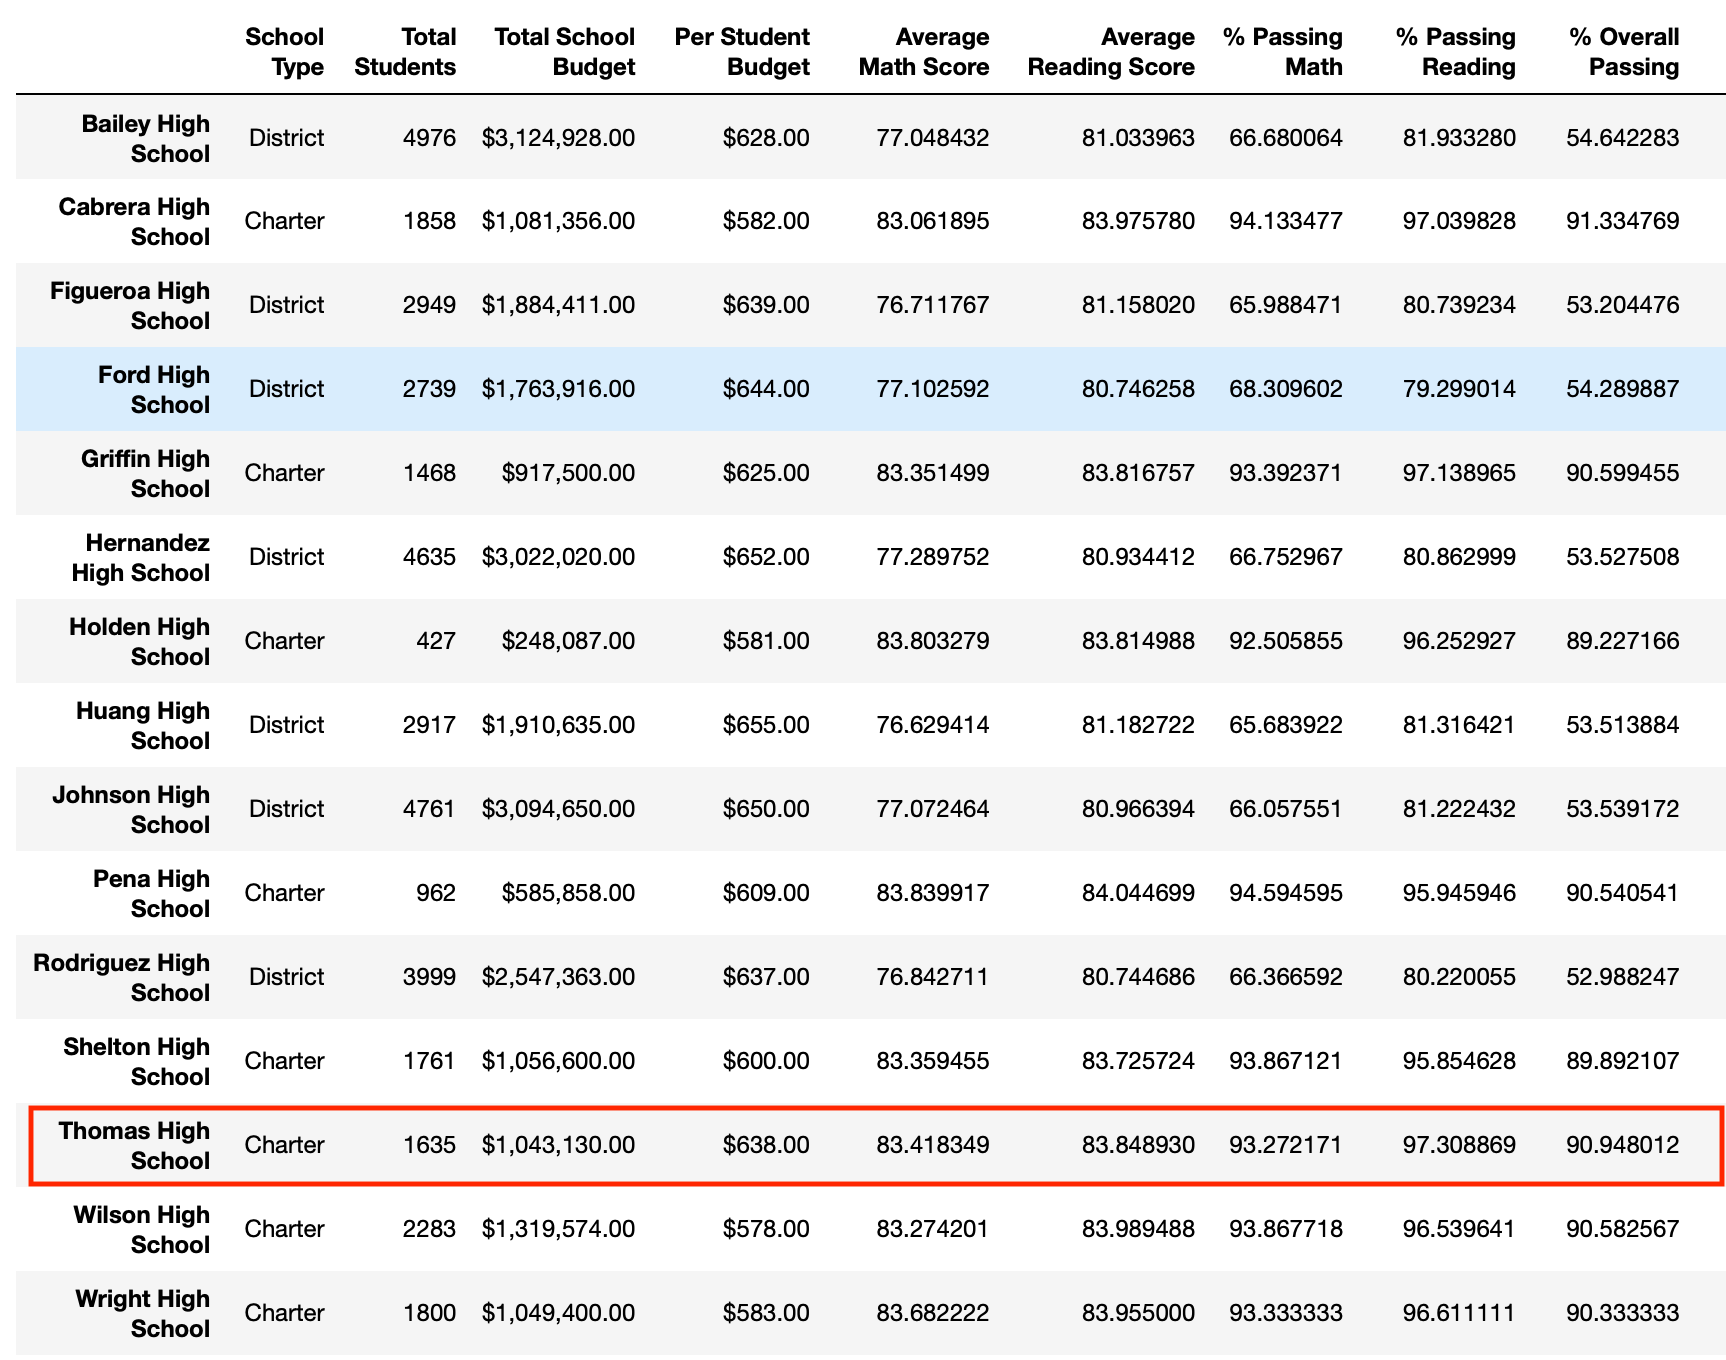 School Type Total Students Total School Budget Per Student Budget Average Math Score Average Reading Score % Passing Math % Passing Reading % Overall Passing
Bailey High School District 4976 $3,124,928.00 $628.00 77.048432 81.033963 66.680064 81.933280 54.642283
Cabrera High School Charter 1858 $1,081,356.00 $582.00 83.061895 83.975780 94.133477 97.039828 91.334769
Figueroa High School District 2949 $1,884,411.00 $639.00 76.711767 81.158020 65.988471 80.739234 53.204476
Ford High School District 2739 $1,763,916.00 $644.00 77.102592 80.746258 68.309602 79.299014 54.289887
Griffin High School Charter 1468 $917,500.00 $625.00 83.351499 83.816757 93.392371 97.138965 90.599455
Hernandez High School District 4635 $3,022,020.00 $652.00 77.289752 80.934412 66.752967 80.862999 53.527508
Holden High School Charter 427 $248,087.00 $581.00 83.803279 83.814988 92.505855 96.252927 89.227166
Huang High School District 2917 $1,910,635.00 $655.00 76.629414 81.182722 65.683922 81.316421 53.513884
Johnson High School District 4761 $3,094,650.00 $650.00 77.072464 80.966394 66.057551 81.222432 53.539172
Pena High School Charter 962 $585,858.00 $609.00 83.839917 84.044699 94.594595 95.945946 90.540541
Rodriguez High School District 3999 $2,547,363.00 $637.00 76.842711 80.744686 66.366592 80.220055 52.988247
Shelton High School Charter 1761 $1,056,600.00 $600.00 83.359455 83.725724 93.867121 95.854628 89.892107
Thomas High School Charter 1635 $1,043,130.00 $638.00 83.418349 83.848930 93.272171 97.308869 90.948012
Wilson High School Charter 2283 $1,319,574.00 $578.00 83.274201 83.989488 93.867718 96.539641 90.582567
Wright High School Charter 1800 $1,049,400.00 $583.00 83.682222 83.955000 93.333333 96.611111 90.333333